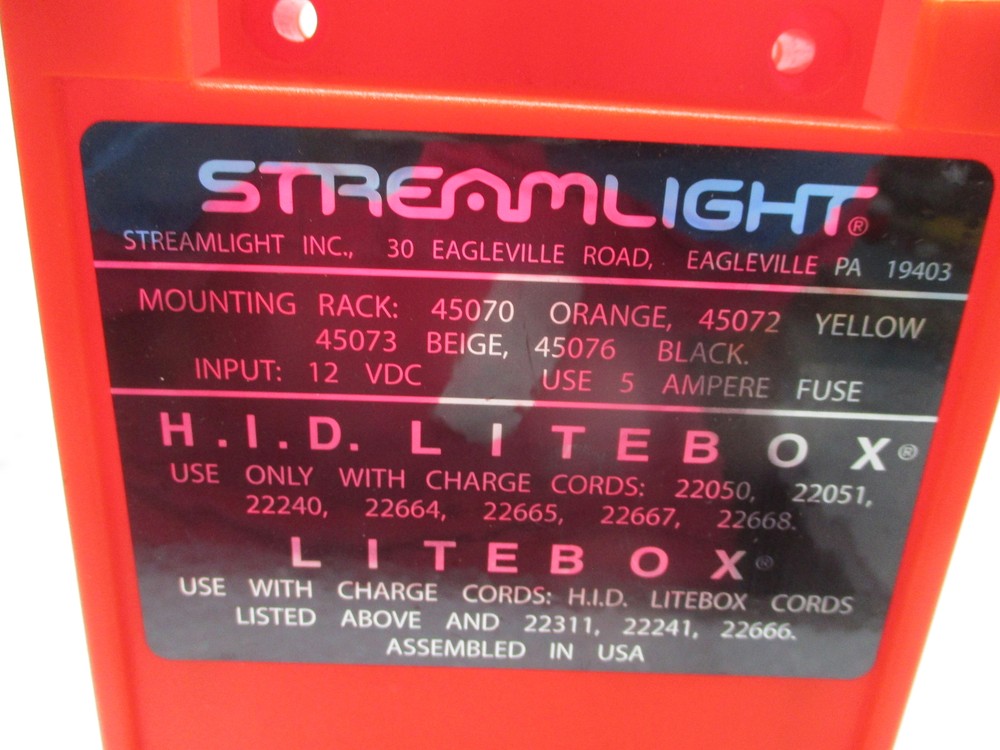 STREAMLIGHT®
STREAMLIGHT INC., 30 EAGLEVILLE ROAD, EAGLEVILLE PA 19403
MOUNTING RACK: 45070 ORANGE, 45072 YELLOW
45073 BEIGE, 45076 BLACK.
INPUT: 12 VDC USE 5 AMPERE FUSE
H.I.D. LITEBOX®
USE ONLY WITH CHARGE CORDS: 22050, 22051,
22240, 22664, 22665, 22667, 22668.
LITEBOX®
USE WITH CHARGE CORDS: H.I.D. LITEBOX CORDS
LISTED ABOVE AND 22311, 22241, 22666.
ASSEMBLED IN USA